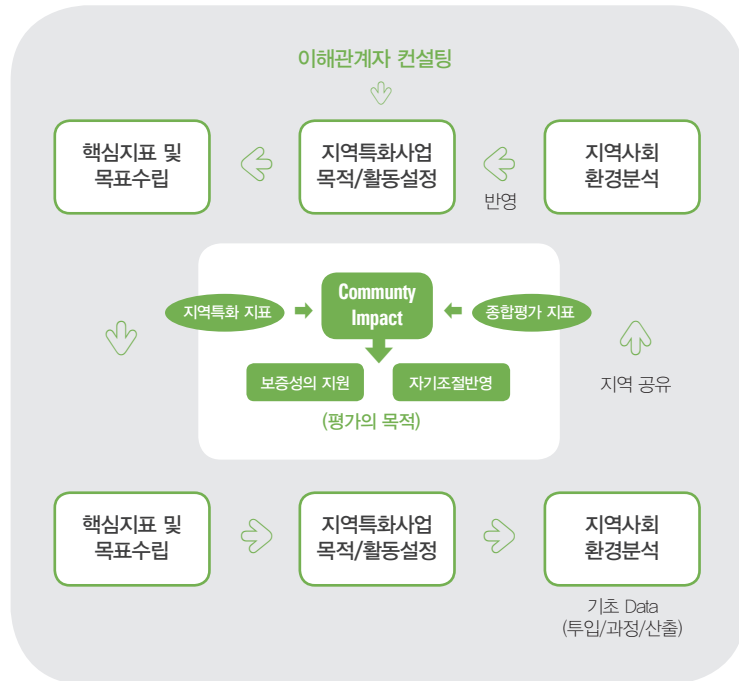 이해관계자 컨설팅
핵심지표 및
목표수립
지역특화사업
목적/활동설정
반영
지역사회
환경분석
지역특화 지표
Communty
Impact
종합평가 지표
보증성의 지원
자기조절반영
(평가의 목적)
지역 공유
핵심지표 및
목표수립
지역특화사업
목적/활동설정
지역사회
환경분석
기초 Data
(투입/과정/산출)